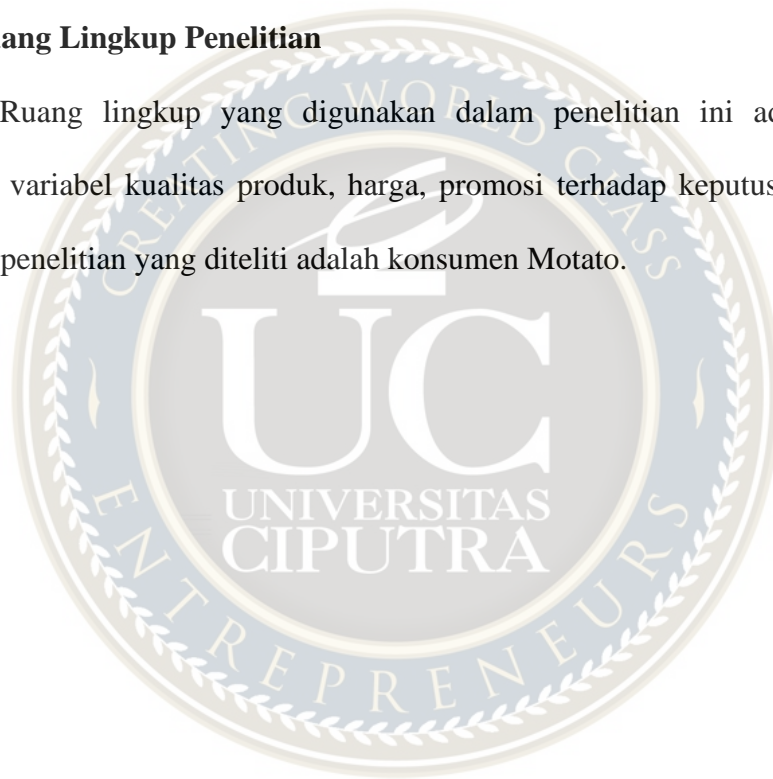 ang Lingkup Penelitian
Ruang lingkup yang digunakan dalam penelitian ini ad
variabel kualitas produk, harga, promosi terhadap keputus
penelitian yang diteliti adalah konsumen Motato.
CREATING WORLD CLASS
UC
UNIVERSITAS
CIPUTRA
ENTREPRENEURS